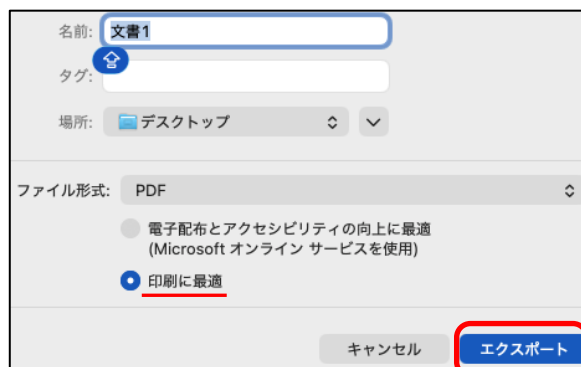 名前: 文書1
タグ:
場所: デスクトップ
ファイル形式: PDF
電子配布とアクセシビリティの向上に最適
(Microsoft オンライン サービスを使用)
印刷に最適
キャンセル エクスポート